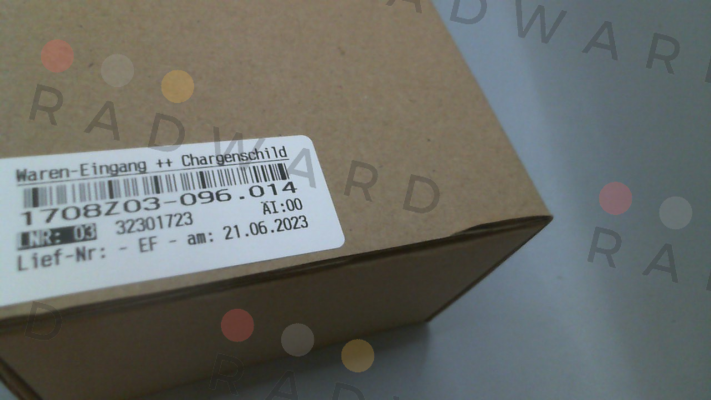 RADWARD
RADWARD
Waren-Eingang ++ Chargenschild
1708Z03-096.014
LNR: 03 32301723 ÄI:00
Lief-Nr: - EF - am: 21.06.2023